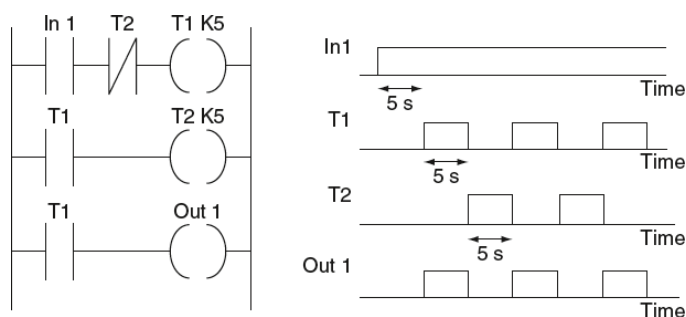 In 1 T2 T1 K5
T1 T2 K5
T1 Out 1
In1
5 s
Time
T1
5 s
Time
T2
5 s
Time
Out 1
Time